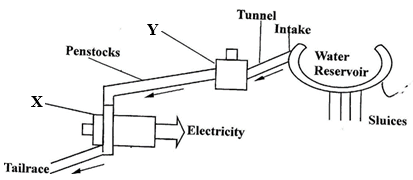 Tunnel
Y
Intake
Penstocks
Water
Reservoir
X
Electricity
Sluices
Tailrace